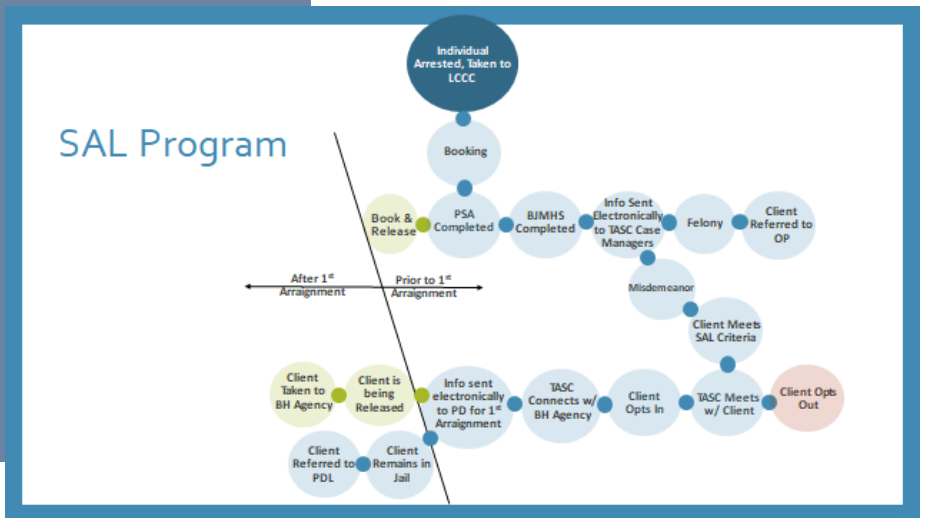 Individual
Arrested, Taken to
LCCC
SAL Program
Booking
Book &
Release
PSA
Completed
BJMHS
Completed
Info Sent
Electronically
to TASC Case
Managers
Felony
Client
Referred to
OP
After 1st
Arraignment
Prior to 1st
Arraignment
Misdemeanor
Client Meets
SAL Criteria
Client
Taken to
BH Agency
Client is
being
Released
Info sent
electronically
to PD for 1st
Arraignment
TASC
Connects w/
BH Agency
Client
Opts In
TASC Meets
w/ Client
Client Opts
Out
Client
Referred to
PDL
Client
Remains in
Jail